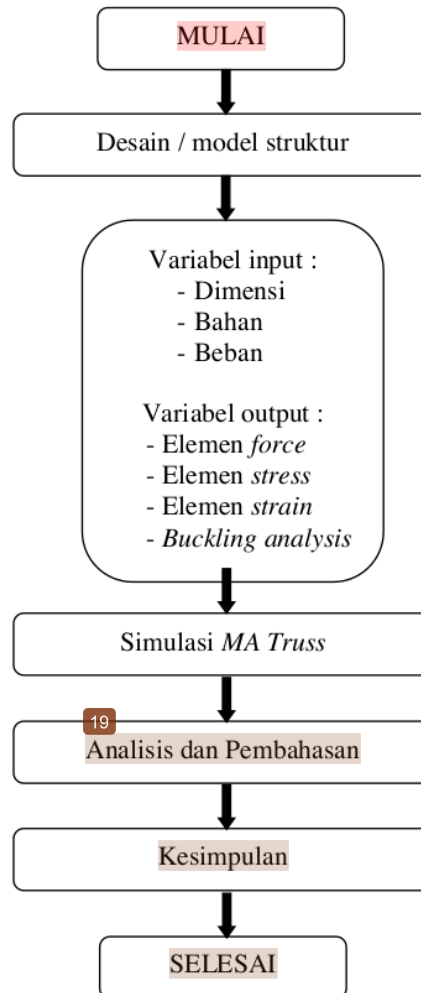 MULAI
Desain / model struktur
Variabel input :
- Dimensi
- Bahan
- Beban
Variabel output :
- Elemen force
- Elemen stress
- Elemen strain
- Buckling analysis
Simulasi MA Truss
19
Analisis dan Pembahasan
Kesimpulan
SELESAI